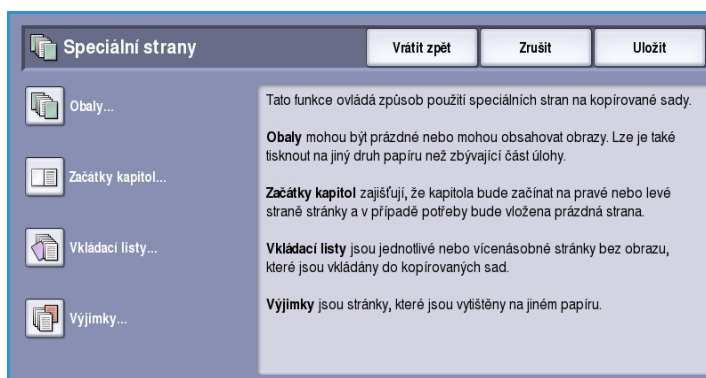 Speciální strany
Vrátit zpět
Zrušit
Uložit
Obaly...
Začátky kapitol...
Vkládací listy...
Výjimky...
Tato funkce ovládá způsob použití speciálních stran na kopírované sady.
Obaly mohou být prázdné nebo mohou obsahovat obrazy. Lze je také
tisknout na jiný druh papíru než zbývající část úlohy.
Začátky kapitol zajišťují, že kapitola bude začínat na pravé nebo levé
straně stránky a v případě potřeby bude vložena prázdná strana.
Vkládací listy jsou jednotlivé nebo vícenásobné stránky bez obrazu,
které jsou vkládány do kopírovaných sad.
Výjimky jsou stránky, které jsou vytištěny na jiném papíru.